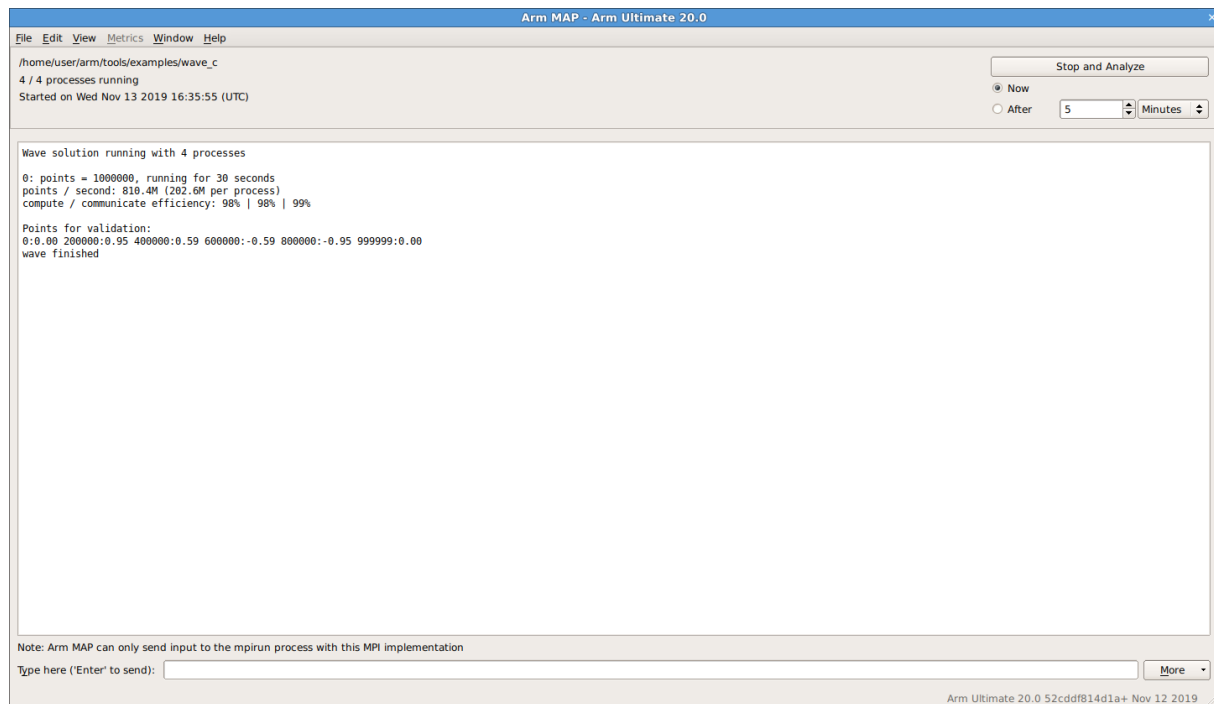 Arm MAP - Arm Ultimate 20.0
File Edit View Metrics Window Help
/home/user/arm/tools/examples/wave_c
4 / 4 processes running
Started on Wed Nov 13 2019 16:35:55 (UTC)
Stop and Analyze
Now
After 5 Minutes
Wave solution running with 4 processes
0: points = 1000000, running for 30 seconds
points / second: 810.4M (202.6M per process)
compute / communicate efficiency: 98% | 98% | 99%
Points for validation:
0:0.00 200000:0.95 400000:0.59 600000:-0.59 800000:-0.95 999999:0.00
wave finished
Note: Arm MAP can only send input to the mpirun process with this MPI implementation
Type here ('Enter' to send): More
Arm Ultimate 20.0 52cddf814d1a+ Nov 12 2019